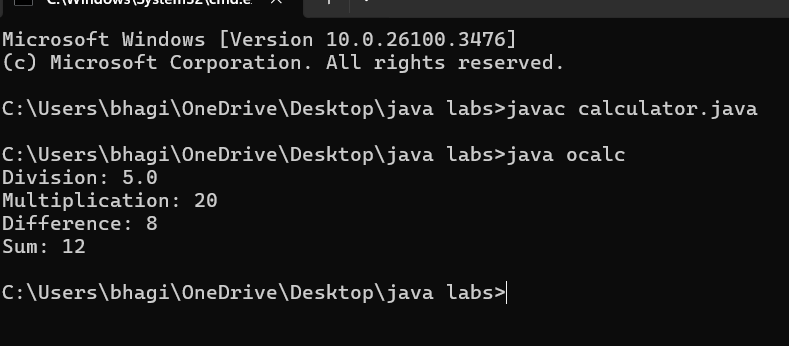 C:\Windows\System32\cmd.e
Microsoft Windows [Version 10.0.26100.3476]
(c) Microsoft Corporation. All rights reserved.
C:\Users\bhagi\OneDrive\Desktop\java labs>javac calculator.java
C:\Users\bhagi\OneDrive\Desktop\java labs>java ocalc
Division: 5.0
Multiplication: 20
Difference: 8
Sum: 12
C:\Users\bhagi\OneDrive\Desktop\java labs>